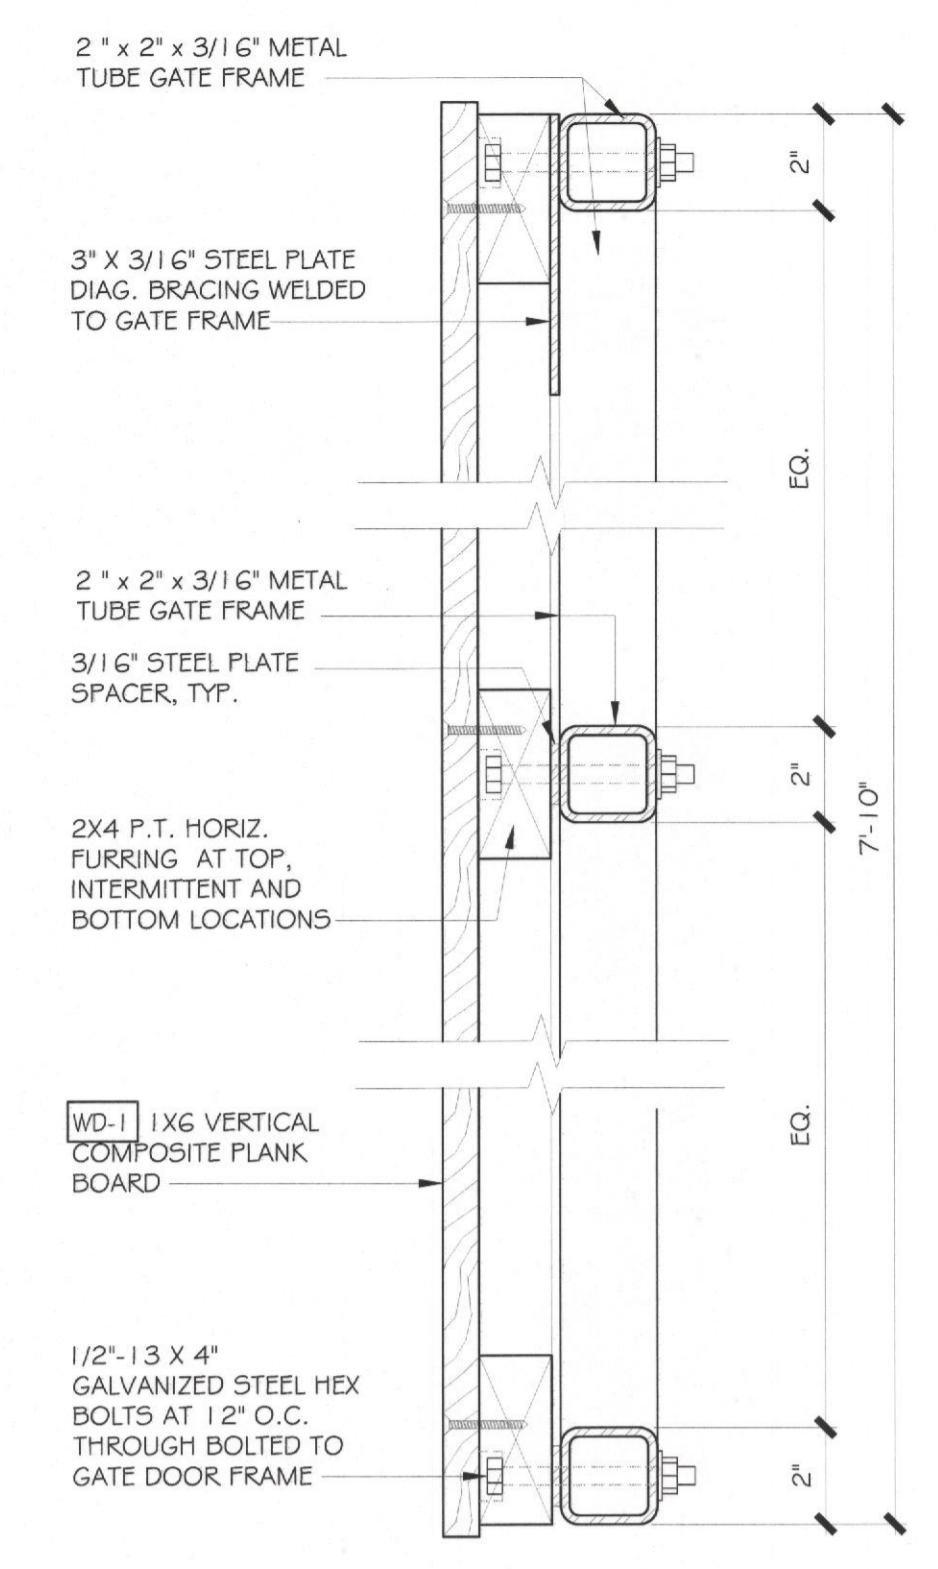 2 " x 2" x 3/16" METAL
TUBE GATE FRAME
2"
3" X 3/16" STEEL PLATE
DIAG. BRACING WELDED
TO GATE FRAME
EQ.
2 " x 2" x 3/16" METAL
TUBE GATE FRAME
3/16" STEEL PLATE
SPACER, TYP.
2"
7'-10"
2X4 P.T. HORIZ.
FURRING AT TOP,
INTERMITTENT AND
BOTTOM LOCATIONS
EQ.
WD-1 1X6 VERTICAL
COMPOSITE PLANK
BOARD
1/2"-13 X 4"
GALVANIZED STEEL HEX
BOLTS AT 12" O.C.
THROUGH BOLTED TO
GATE DOOR FRAME
2"